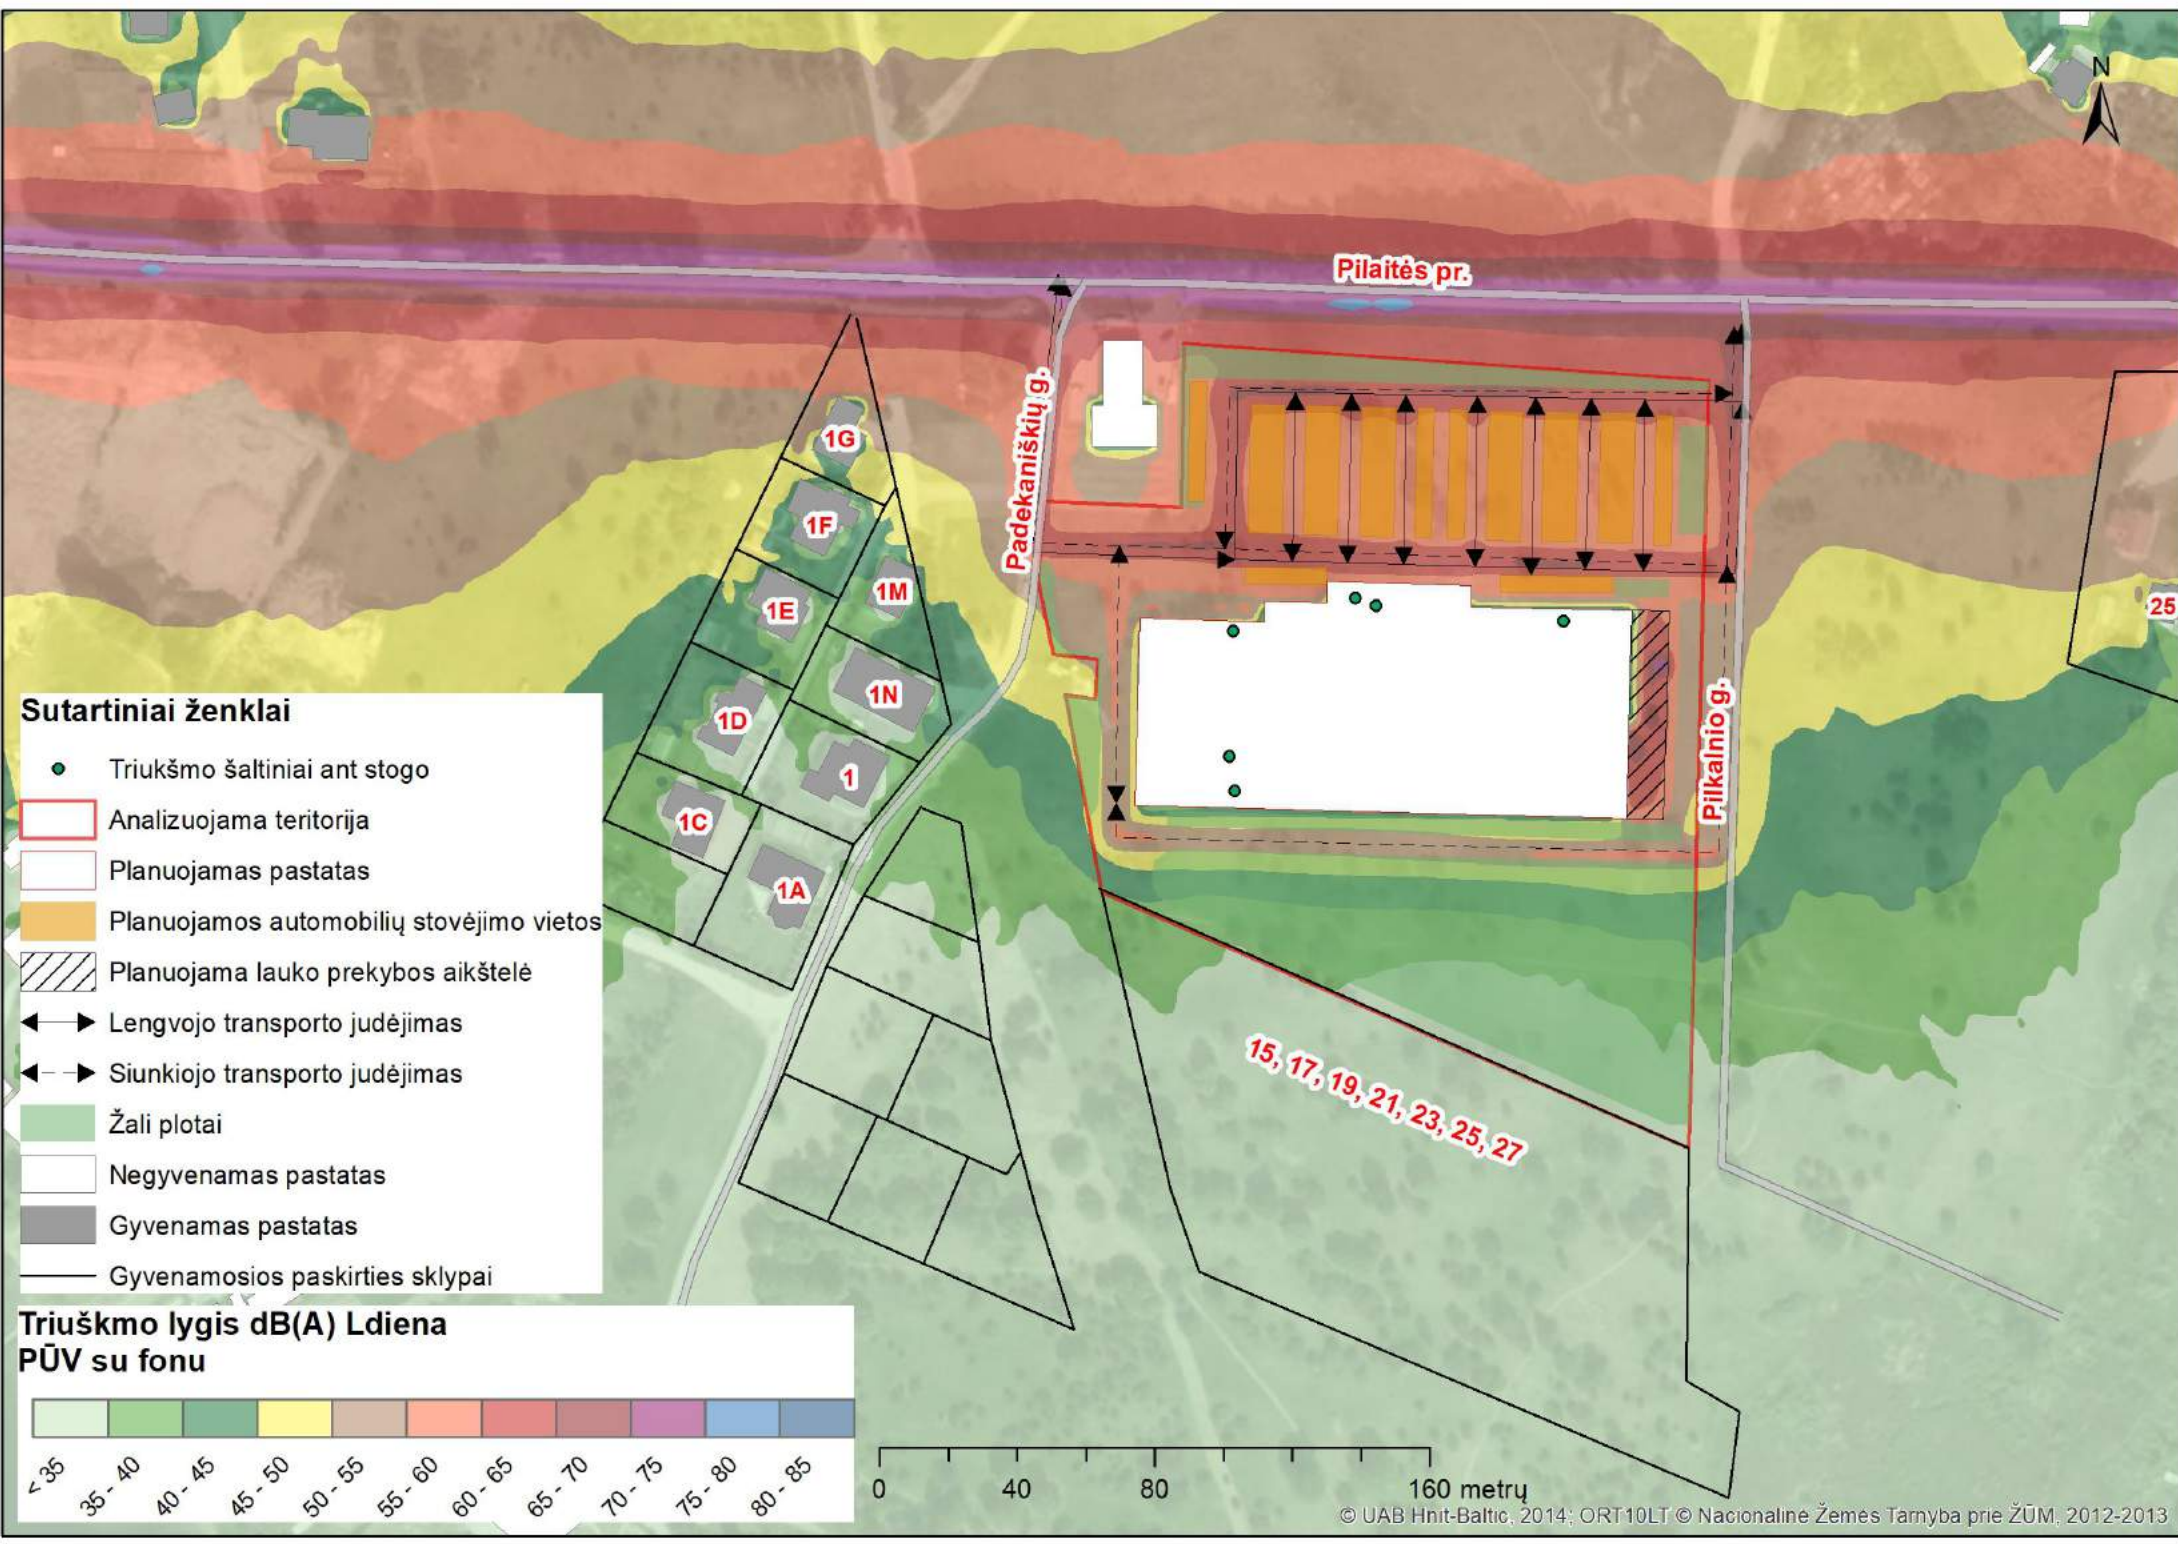 N
Pilaitės pr.
Padekaniškių g.
1G
1F
1M
1E
25
1N
1D
1
Pilkalnio g.
1C
1A
15, 17, 19, 21, 23, 25, 27
Sutartiniai ženklai
Triukšmo šaltiniai ant stogo
Analizuojama teritorija
Planuojamas pastatas
Planuojamos automobilių stovėjimo vietos
Planuojama lauko prekybos aikštelė
Lengvojo transporto judėjimas
Siunkiojo transporto judėjimas
Žali plotai
Negyvenamas pastatas
Gyvenamas pastatas
Gyvenamosios paskirties sklypai
Triuškmo lygis dB(A) Ldiena
PŪV su fonu
< 35
35 - 40
40 - 45
45 - 50
50 - 55
55 - 60
60 - 65
65 - 70
70 - 75
75 - 80
80 - 85
0 40 80 160 metrų
© UAB Hnit-Baltic, 2014; ORT10LT © Nacionalinė Žemės Tarnyba prie ŽŪM, 2012-2013